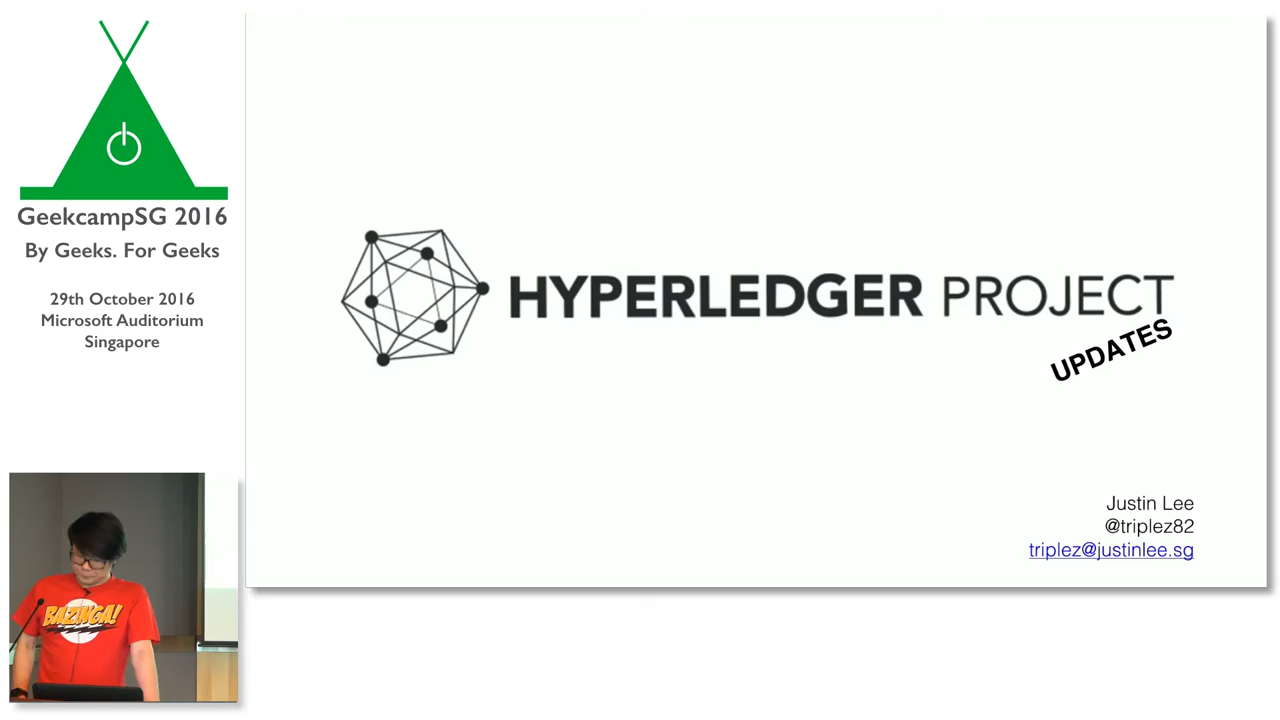 GeekcampSG 2016
By Geeks. For Geeks
29th October 2016
Microsoft Auditorium
Singapore
HYPERLEDGER PROJECT
UPDATES
Justin Lee
@triplez82
triplez@justinlee.sg
BAZINGA!